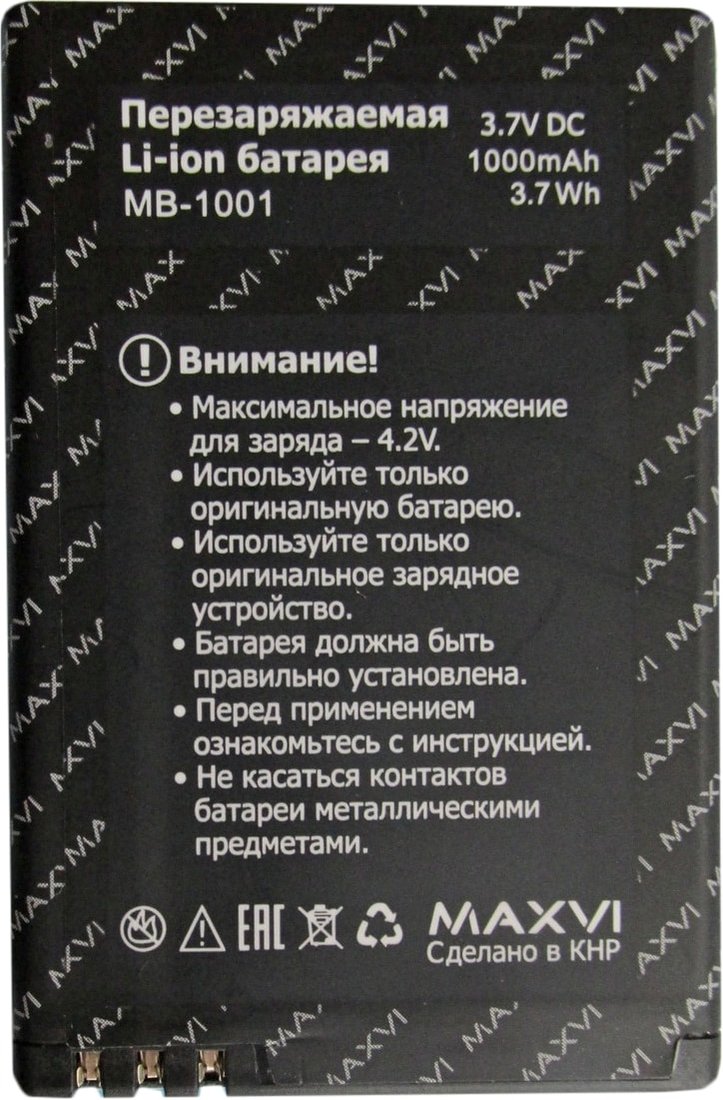 Перезаряжаемая
Li-ion батарея
MB-1001
3.7V DC
1000mAh
3.7Wh
! Внимание!
• Максимальное напряжение
для заряда – 4.2V.
• Используйте только
оригинальную батарею.
• Используйте только
оригинальное зарядное
устройство.
• Батарея должна быть
правильно установлена.
• Перед применением
ознакомьтесь с инструкцией.
• Не касаться контактов
батареи металлическими
предметами.
EAC
MAXVI
Сделано в КНР